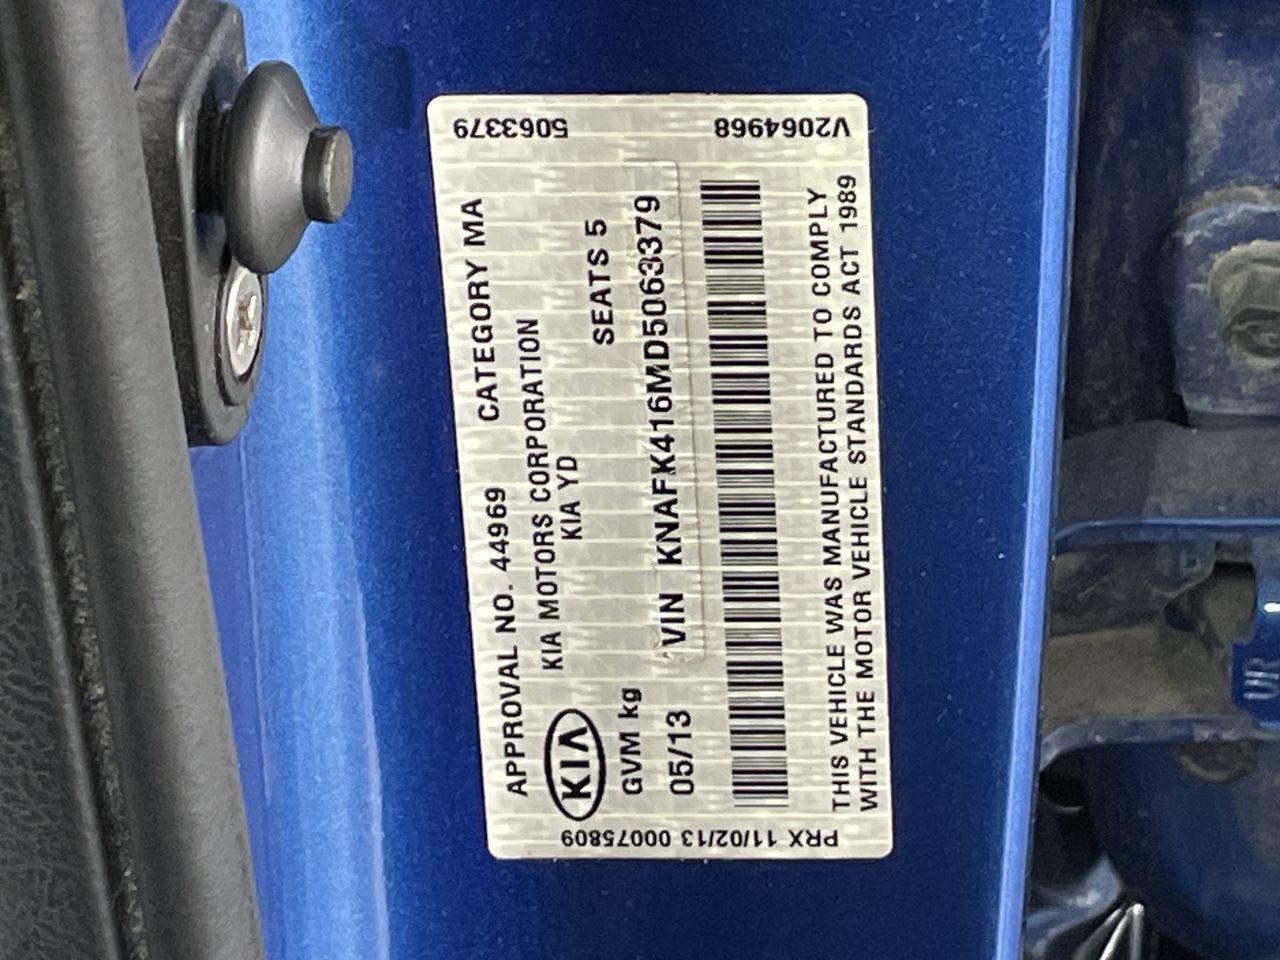 APPROVAL NO. 44969 CATEGORY MA
KIA MOTORS CORPORATION
KIA
KIA YD
GVM kg SEATS 5
05/13 VIN KNAFK416MD5063379
THIS VEHICLE WAS MANUFACTURED TO COMPLY
WITH THE MOTOR VEHICLE STANDARDS ACT 1989
5063379 V2064968
PRX 11/02/13 00075809
UR